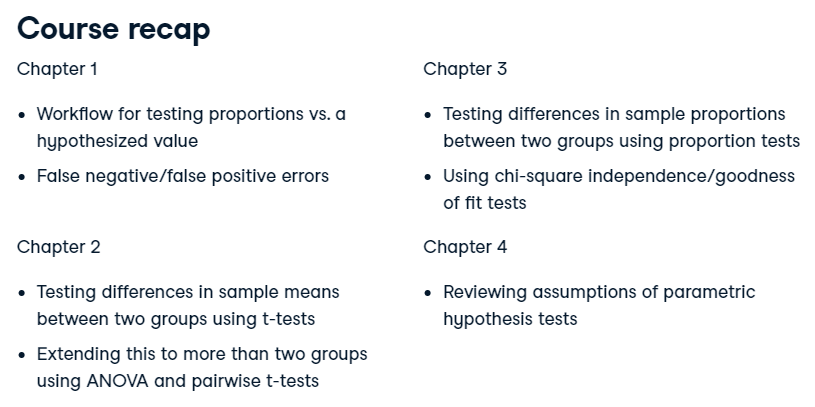 Course recap
Chapter 1
• Workflow for testing proportions vs. a
hypothesized value
• False negative/false positive errors
Chapter 2
• Testing differences in sample means
between two groups using t-tests
• Extending this to more than two groups
using ANOVA and pairwise t-tests
Chapter 3
• Testing differences in sample proportions
between two groups using proportion tests
• Using chi-square independence/goodness
of fit tests
Chapter 4
• Reviewing assumptions of parametric
hypothesis tests